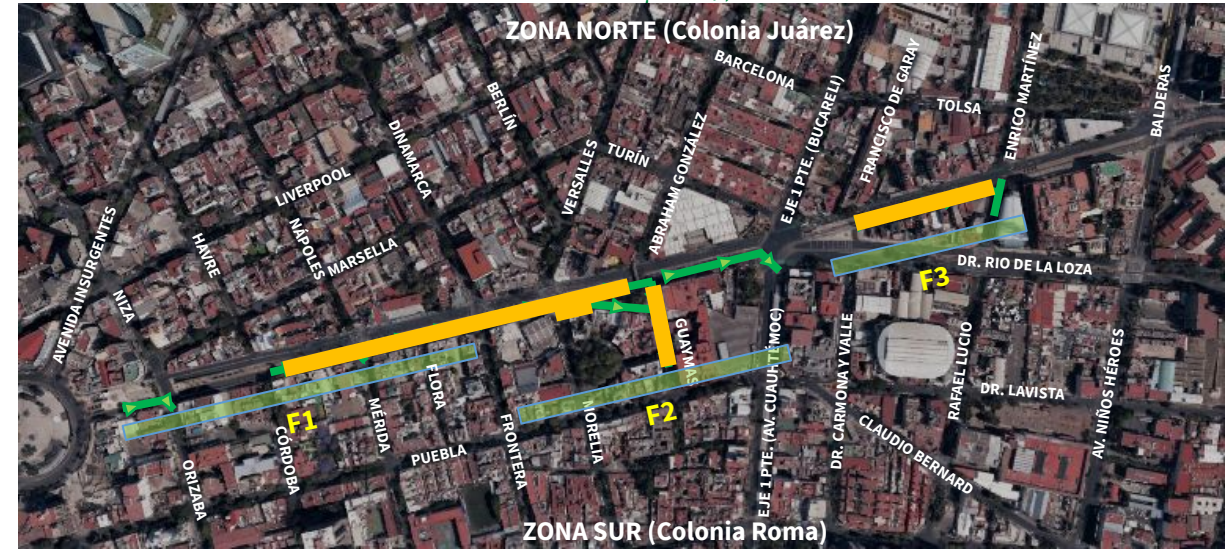 ZONA NORTE (Colonia Juárez)
BARCELONA
FRANCISCO DE GARAY
ENRICO MARTÍNEZ
BALDERAS
TOLSA
BERLÍN
DINAMARCA
VERSALLES
TURÍN
ABRAHAM GONZÁLEZ
EJE 1 PTE. (BUCARELI)
LIVERPOOL
NÁPOLES
MARSELLA
HAVRE
AVENIDA INSURGENTES
NIZA
DR. RIO DE LA LOZA
F3
GUAYMAS
FLORA
F1
F2
MÉRIDA
CÓRDOBA
ORIZABA
PUEBLA
FRONTERA
MORELIA
EJE 1 PTE. (AV. CUAUHTÉMOC)
DR. CARMONA Y VALLE
RAFAEL LUCIO
DR. LAVISTA
AV. NIÑOS HÉROES
CLAUDIO BERNARD
ZONA SUR (Colonia Roma)